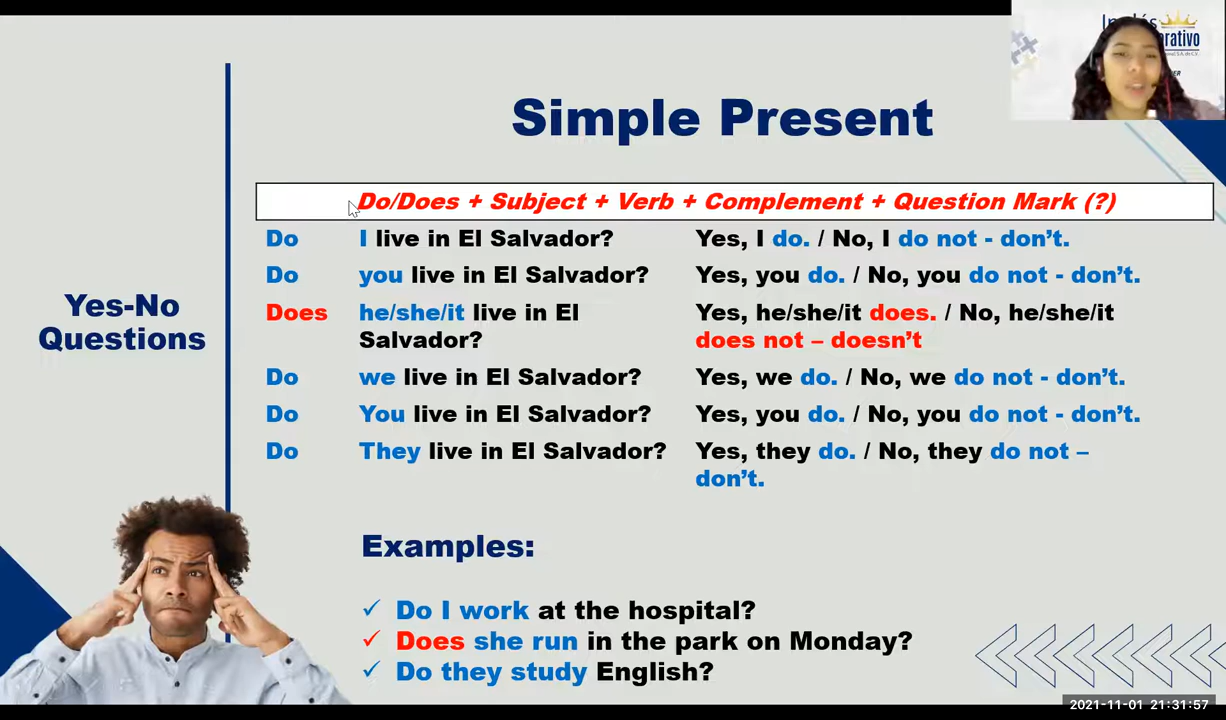 Simple Present
Do/Does + Subject + Verb + Complement + Question Mark (?)
Do I live in El Salvador? Yes, I do. / No, I do not - don't.
Do you live in El Salvador? Yes, you do. / No, you do not - don't.
Does he/she/it live in El Yes, he/she/it does. / No, he/she/it
Salvador? does not – doesn't
Do we live in El Salvador? Yes, we do. / No, we do not - don't.
Do You live in El Salvador? Yes, you do. / No, you do not - don't.
Do They live in El Salvador? Yes, they do. / No, they do not –
don't.
Yes-No
Questions
Examples:
✓ Do I work at the hospital?
✓ Does she run in the park on Monday?
✓ Do they study English?
2021-11-01 21:31:57